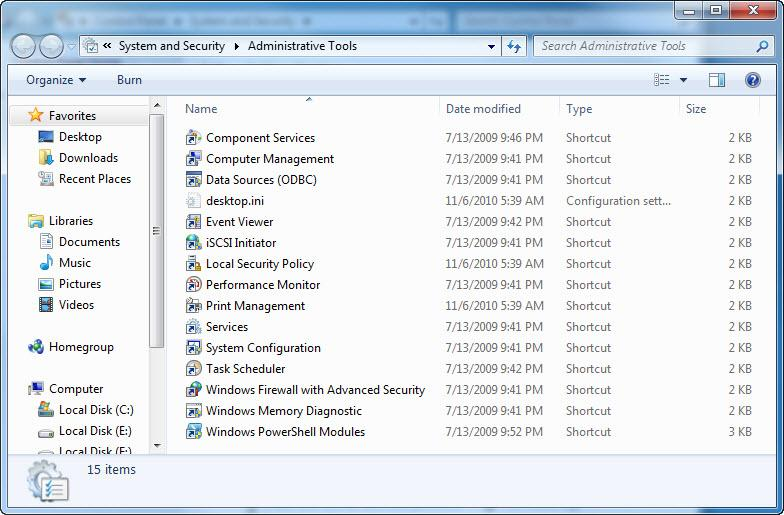 « System and Security ▸ Administrative Tools
Search Administrative Tools
Organize Burn
Name Date modified Type Size
Favorites
Desktop
Downloads
Recent Places
Libraries
Documents
Music
Pictures
Videos
Homegroup
Computer
Local Disk (C:)
Local Disk (E:)
Local Disk (F:)
Component Services 7/13/2009 9:46 PM Shortcut 2 KB
Computer Management 7/13/2009 9:41 PM Shortcut 2 KB
Data Sources (ODBC) 7/13/2009 9:41 PM Shortcut 2 KB
desktop.ini 11/6/2010 5:39 AM Configuration sett... 2 KB
Event Viewer 7/13/2009 9:42 PM Shortcut 2 KB
iSCSI Initiator 7/13/2009 9:41 PM Shortcut 2 KB
Local Security Policy 11/6/2010 5:39 AM Shortcut 2 KB
Performance Monitor 7/13/2009 9:41 PM Shortcut 2 KB
Print Management 11/6/2010 5:39 AM Shortcut 2 KB
Services 7/13/2009 9:41 PM Shortcut 2 KB
System Configuration 7/13/2009 9:41 PM Shortcut 2 KB
Task Scheduler 7/13/2009 9:42 PM Shortcut 2 KB
Windows Firewall with Advanced Security 7/13/2009 9:41 PM Shortcut 2 KB
Windows Memory Diagnostic 7/13/2009 9:41 PM Shortcut 2 KB
Windows PowerShell Modules 7/13/2009 9:52 PM Shortcut 3 KB
15 items